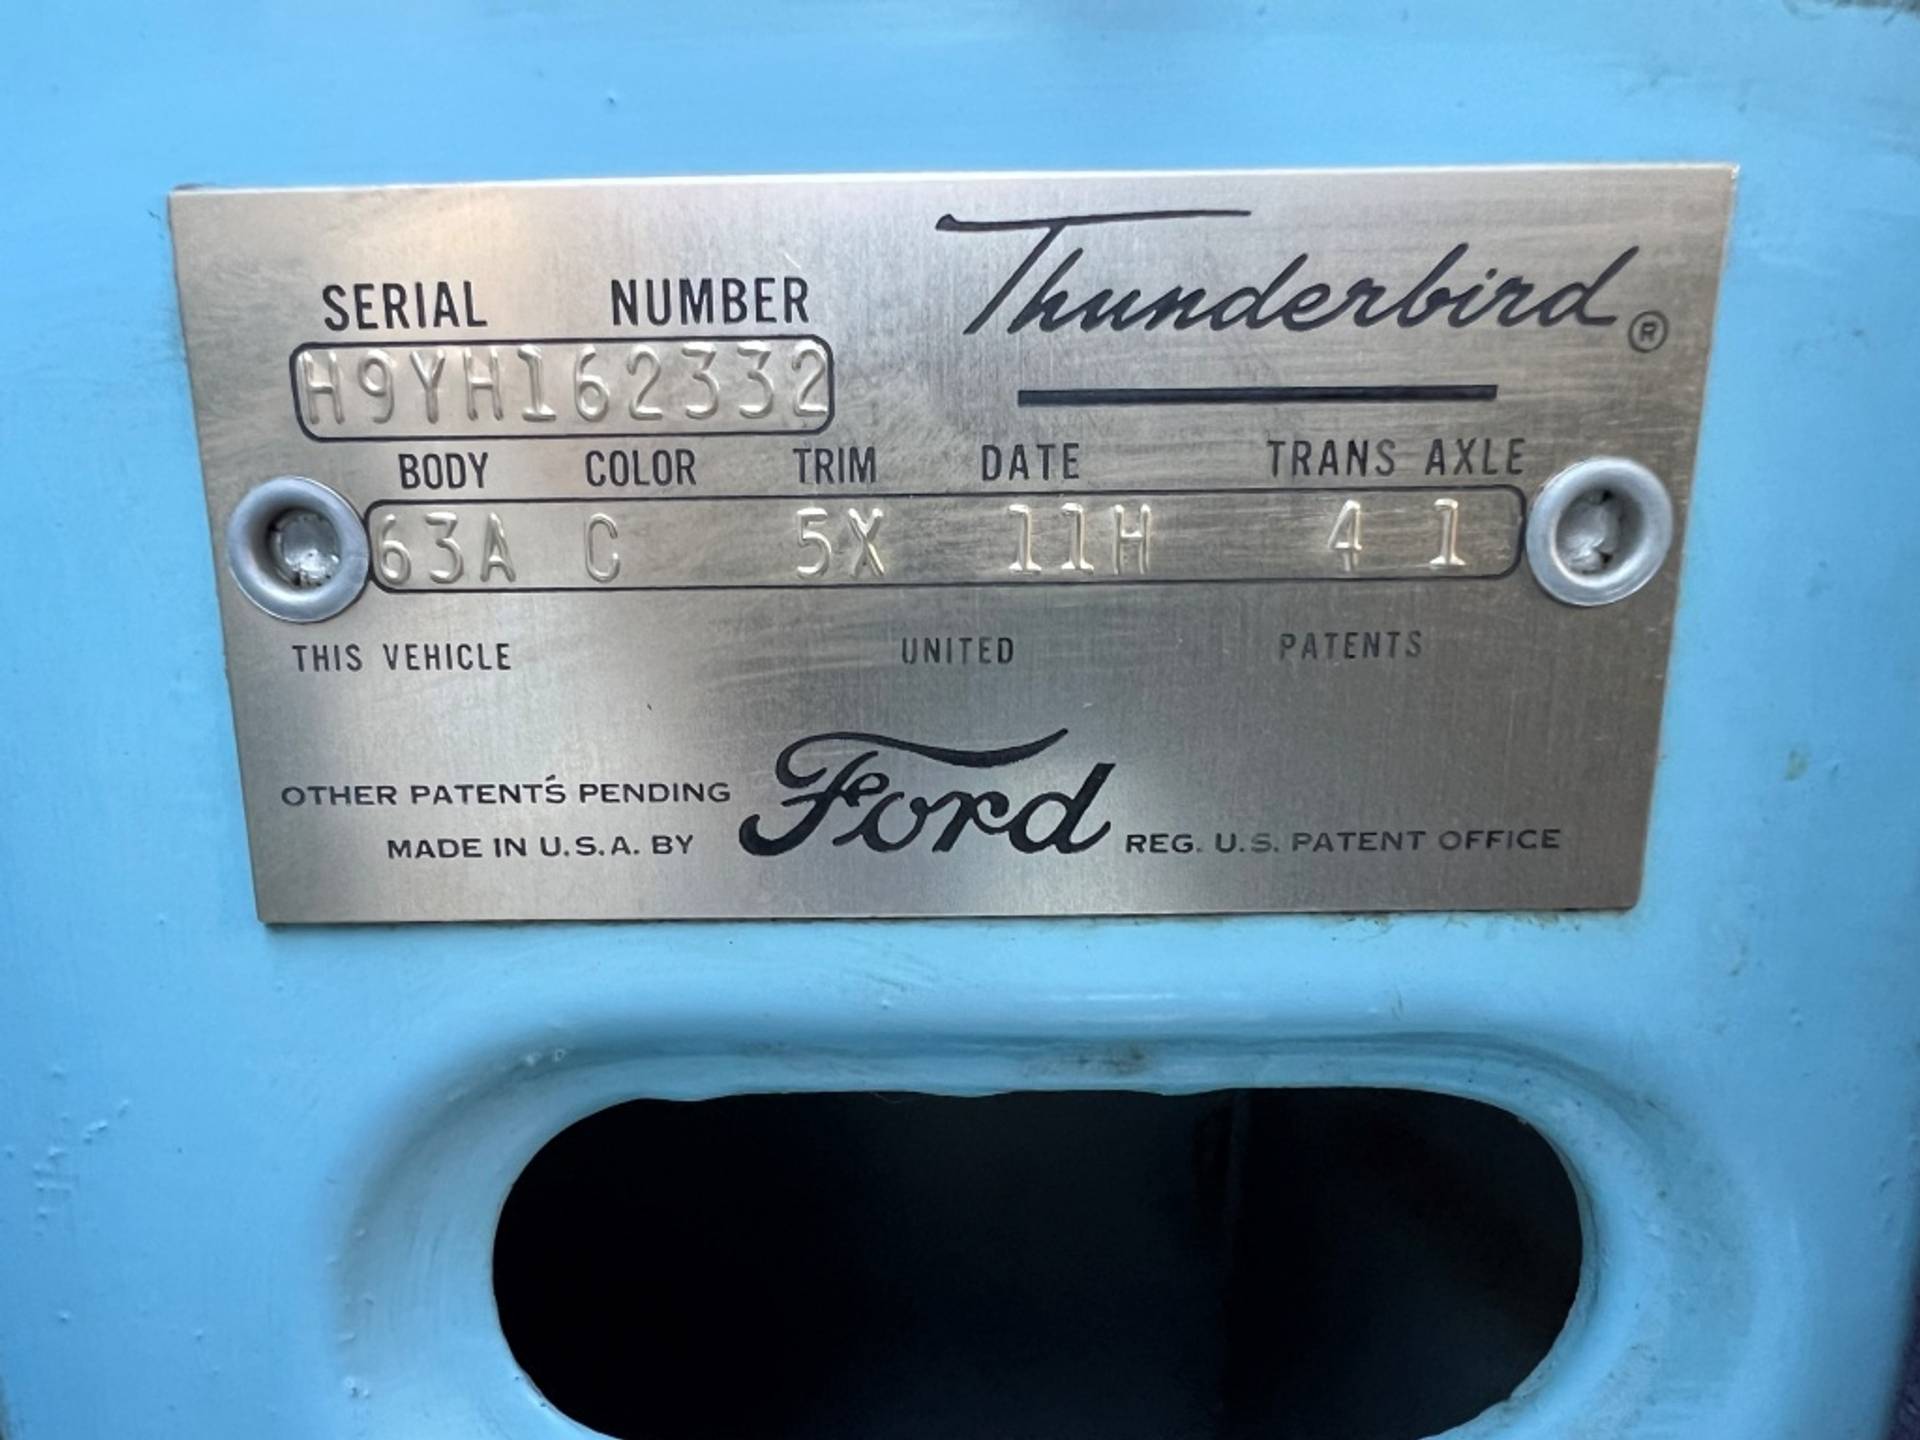 Thunderbird®
SERIAL NUMBER
H9YH162332
BODY COLOR TRIM DATE TRANS AXLE
63A C 5X 11H 4 1
THIS VEHICLE UNITED PATENTS
OTHER PATENT'S PENDING
MADE IN U.S.A. BY Ford REG. U.S. PATENT OFFICE